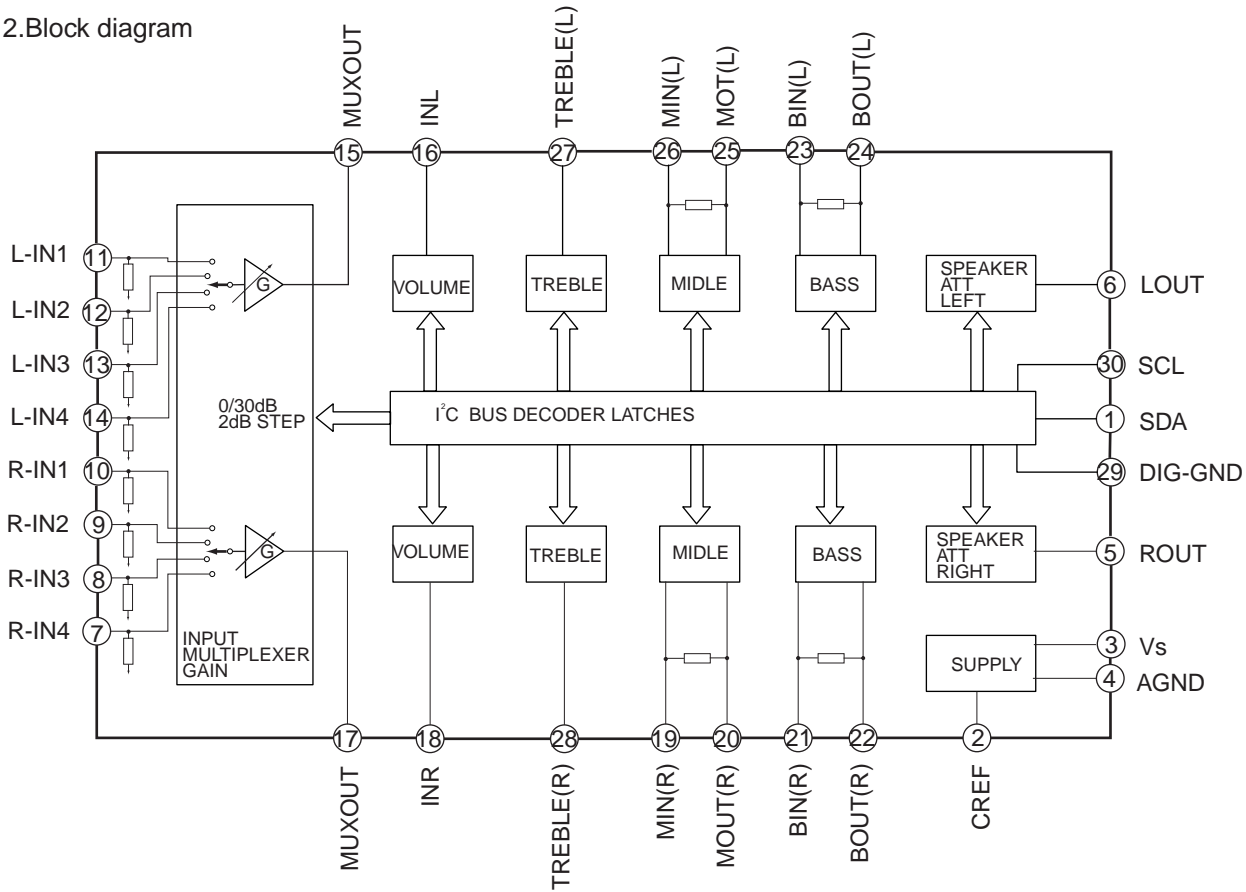 2.Block diagram
MUXOUT
INL
TREBLE(L)
MIN(L)
MOT(L)
BIN(L)
BOUT(L)
15
16
27
26
25
23
24
L-IN1
11
L-IN2
12
L-IN3
13
L-IN4
14
R-IN1
10
R-IN2
9
R-IN3
8
R-IN4
7
G
G
0/30dB
2dB STEP
INPUT
MULTIPLEXER
GAIN
VOLUME
TREBLE
MIDLE
BASS
SPEAKER
ATT
LEFT
6
LOUT
I²C BUS DECODER LATCHES
30
SCL
1
SDA
29
DIG-GND
VOLUME
TREBLE
MIDLE
BASS
SPEAKER
ATT
RIGHT
5
ROUT
SUPPLY
3
Vs
4
AGND
17
18
28
19
20
21
22
2
MUXOUT
INR
TREBLE(R)
MIN(R)
MOUT(R)
BIN(R)
BOUT(R)
CREF